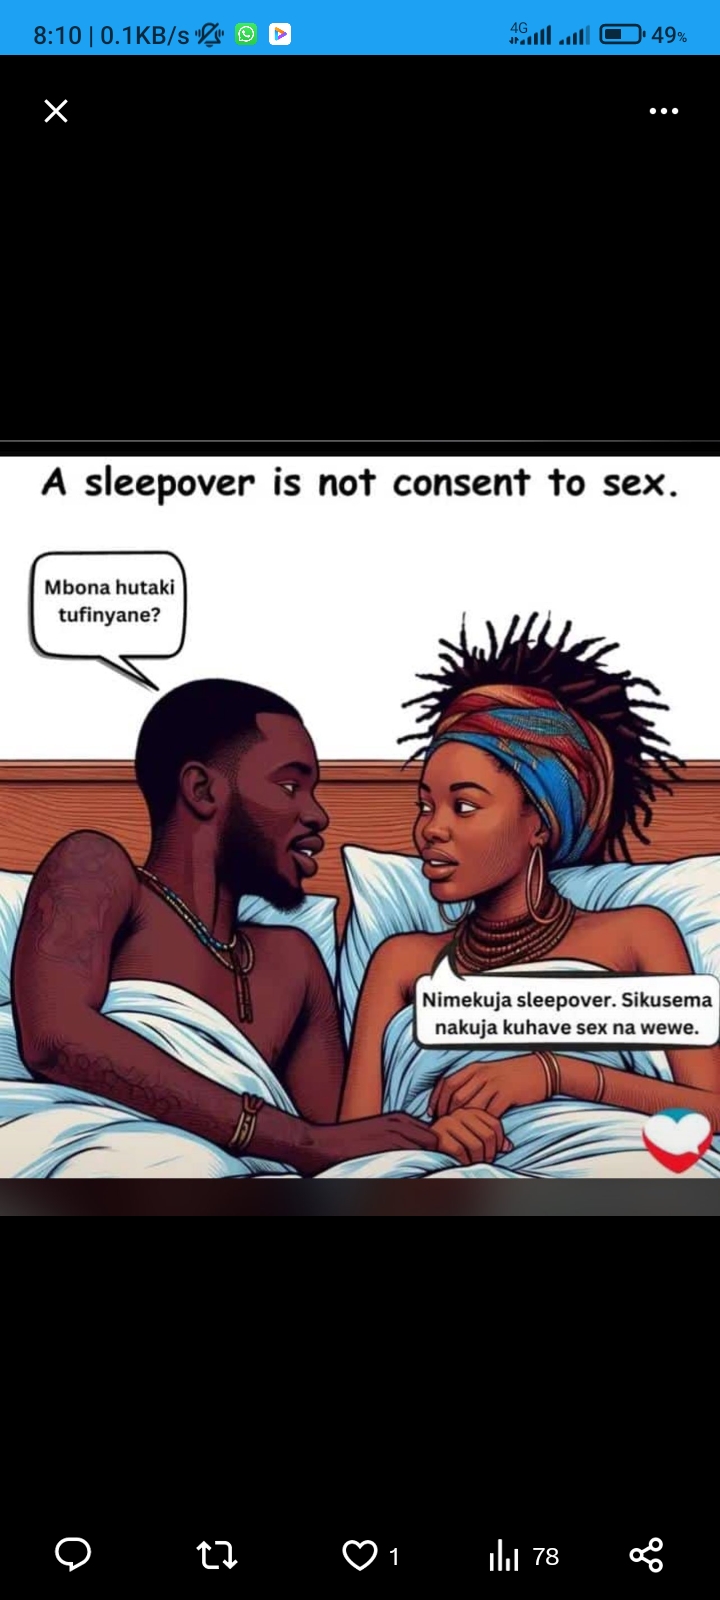 8:10 | 0.1KB/s
4G
49%
A sleepover is not consent to sex.
Mbona hutaki
tufinyane?
Nimekuja sleepover. Sikusema
nakuja kuhave sex na wewe.
1
78